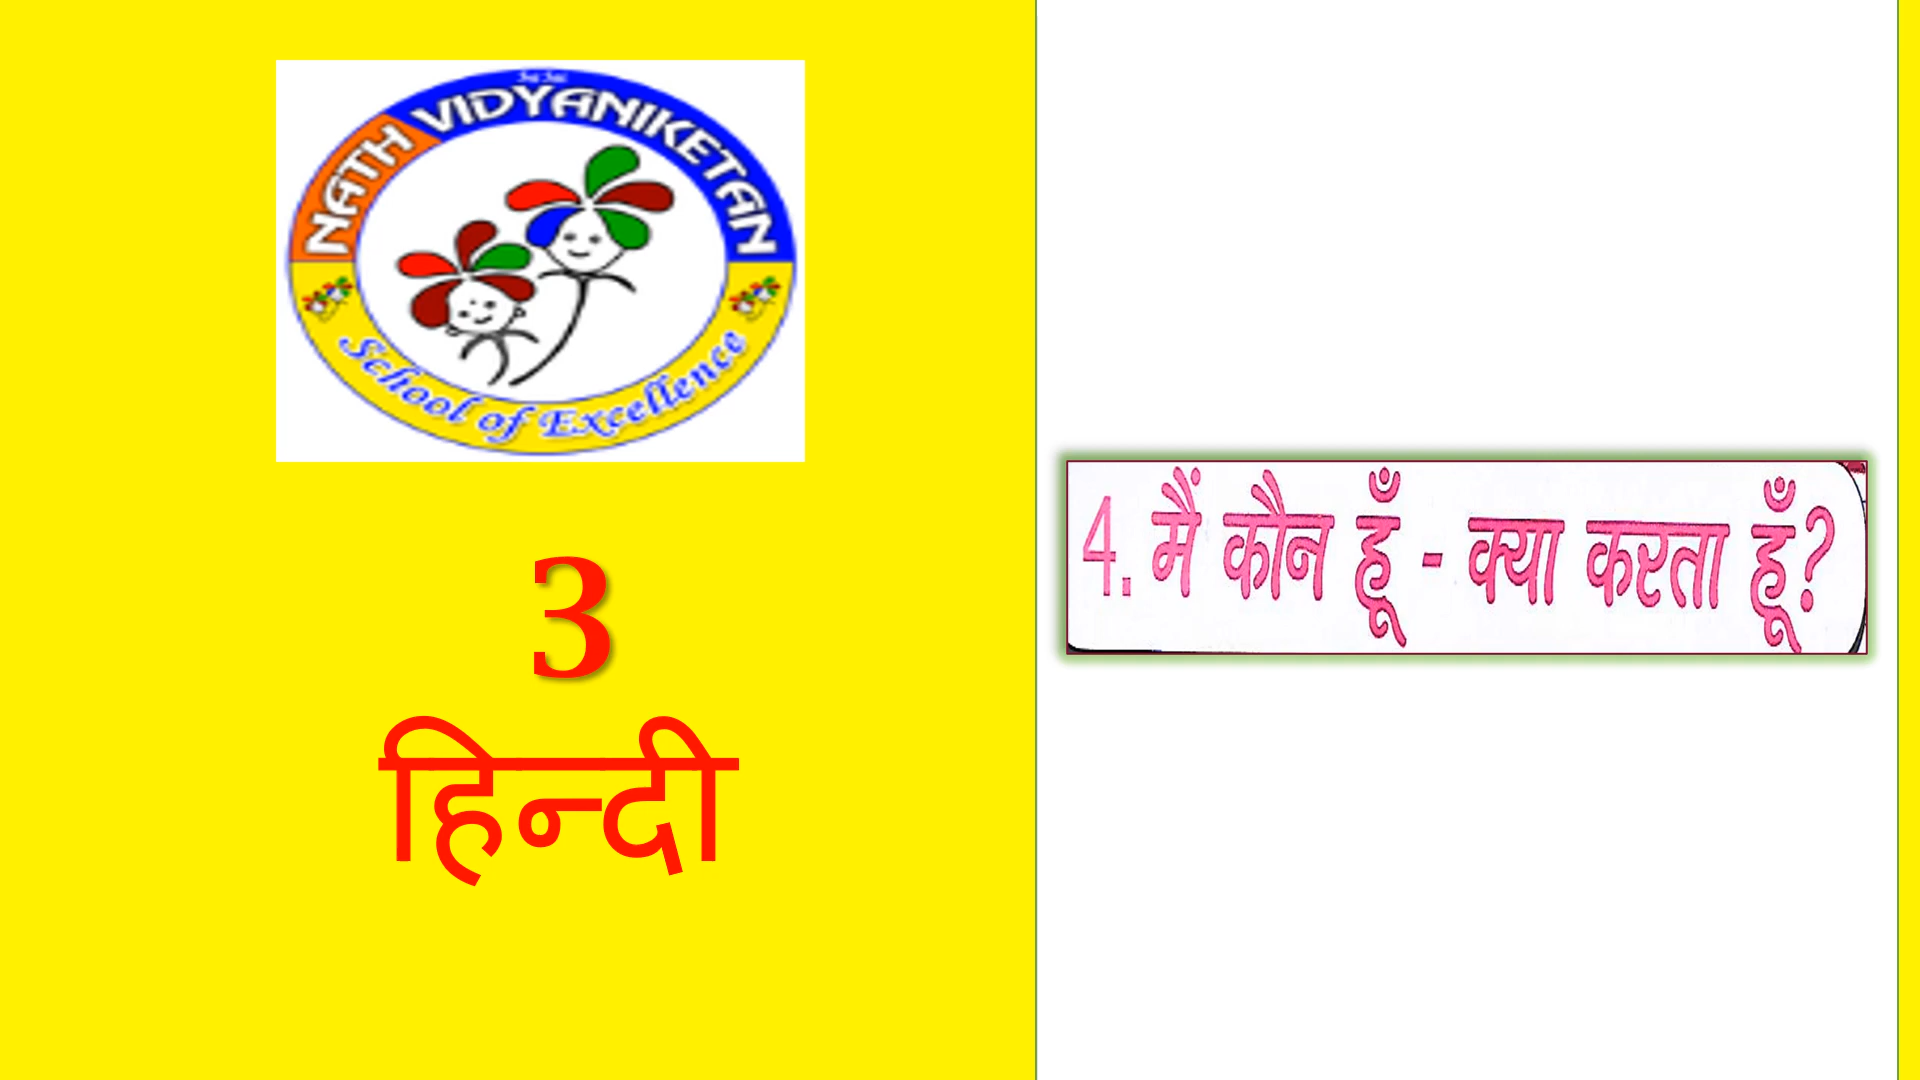 NATH VIDYANIKETAN
School of Excellence
3
हिन्दी
4. मैं कौन हूँ - क्या करता हूँ?